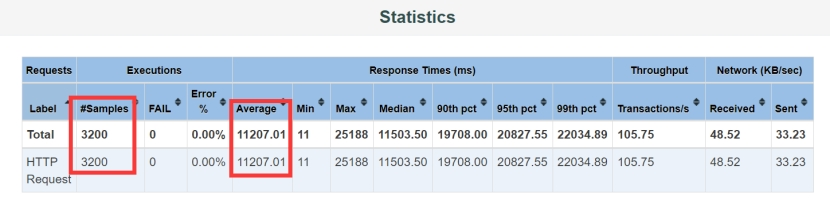 Statistics
Requests Executions Response Times (ms) Throughput Network (KB/sec)
Label #Samples FAIL Error % Average Min Max Median 90th pct 95th pct 99th pct Transactions/s Received Sent
Total 3200 0 0.00% 11207.01 11 25188 11503.50 19708.00 20827.55 22034.89 105.75 48.52 33.23
HTTP Request 3200 0 0.00% 11207.01 11 25188 11503.50 19708.00 20827.55 22034.89 105.75 48.52 33.23